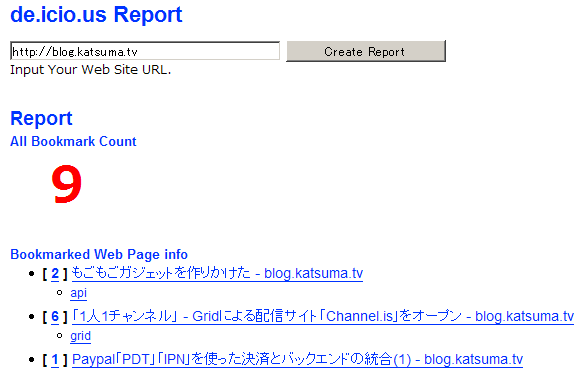 de.icio.us Report
http://blog.katsuma.tv Create Report
Input Your Web Site URL.
Report
All Bookmark Count
9
Bookmarked Web Page info
[ 2 ] もごもごガジェットを作りかけた - blog.katsuma.tv
api
[ 6 ] 「1人1チャンネル」 - Gridによる配信サイト「Channel.is」をオープン - blog.katsuma.tv
grid
[ 1 ] Paypal「PDT」「IPN」を使った決済とバックエンドの統合(1) - blog.katsuma.tv